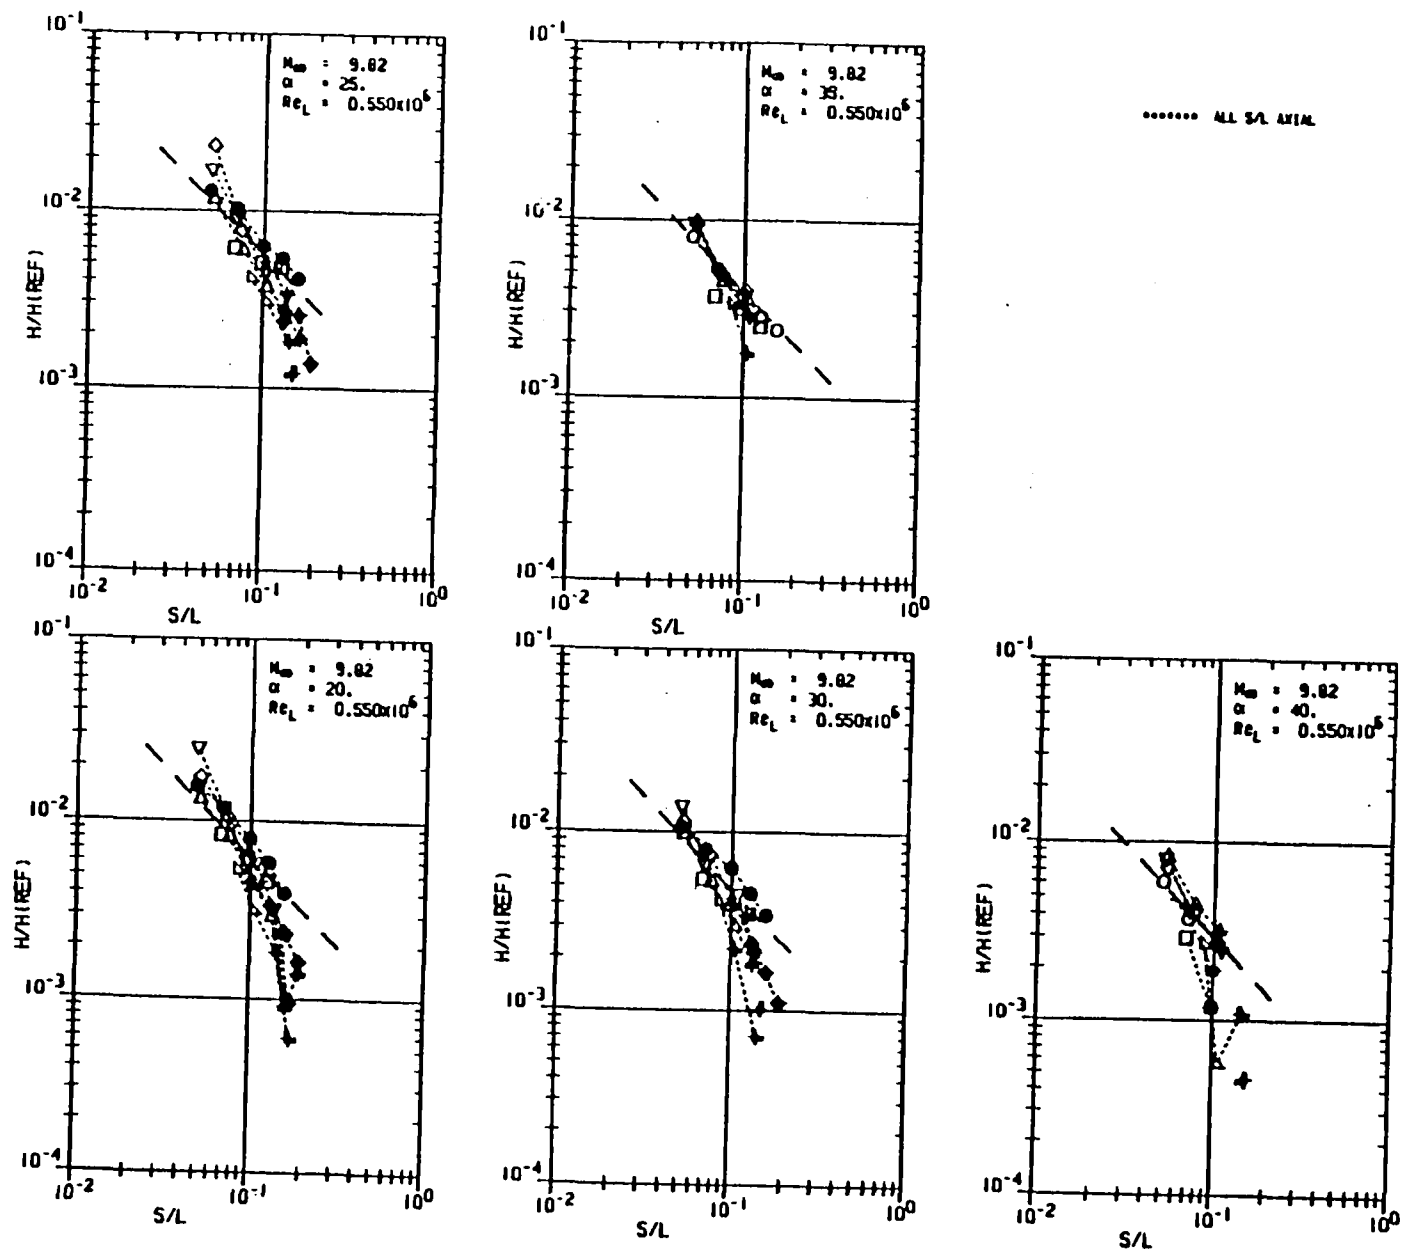 10⁻¹
M∞ = 9.82
α = 25.
Re_L = 0.550x10⁶
10⁻²
H/H(REF)
10⁻³
10⁻⁴
10⁻² 10⁻¹ 10⁰
S/L
10⁻¹
M∞ = 9.82
α = 35.
Re_L = 0.550x10⁶
10⁻²
H/H(REF)
10⁻³
10⁻⁴
10⁻² 10⁻¹ 10⁰
S/L
ALL S/L AXIAL
10⁻¹
M∞ = 9.82
α = 20.
Re_L = 0.550x10⁶
10⁻²
H/H(REF)
10⁻³
10⁻⁴
10⁻² 10⁻¹ 10⁰
S/L
10⁻¹
M∞ = 9.82
α = 30.
Re_L = 0.550x10⁶
10⁻²
H/H(REF)
10⁻³
10⁻⁴
10⁻² 10⁻¹ 10⁰
S/L
10⁻¹
M∞ = 9.82
α = 40.
Re_L = 0.550x10⁶
10⁻²
H/H(REF)
10⁻³
10⁻⁴
10⁻² 10⁻¹ 10⁰
S/L